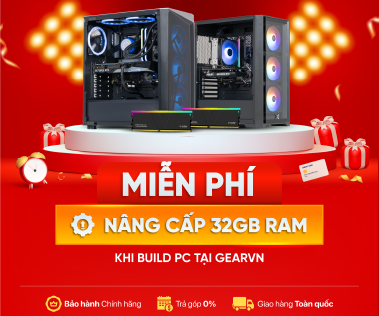 MIỄN PHÍ
NÂNG CẤP 32GB RAM
KHI BUILD PC TẠI GEARVN
Bảo hành Chính hãng
Trả góp 0%
Giao hàng Toàn quốc